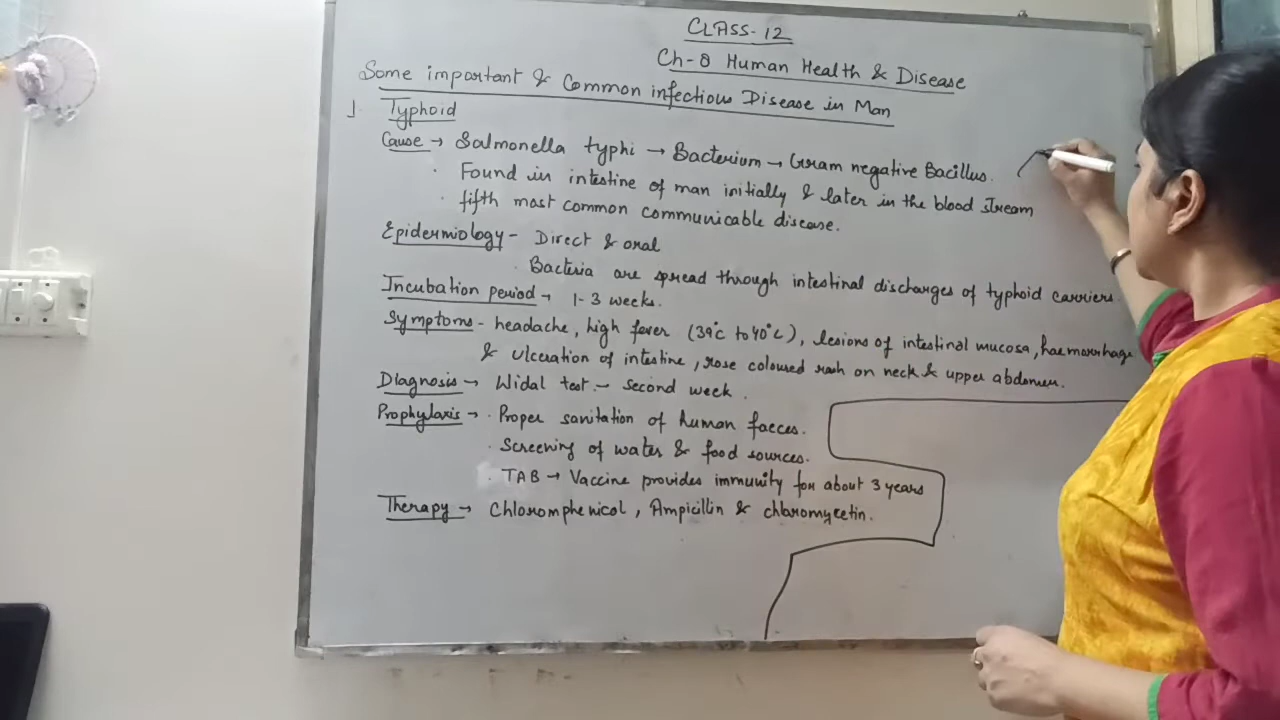 CLASS-12
Ch-8 Human Health & Disease
Some important & Common infectious Disease in Man
1. Typhoid
Cause → Salmonella typhi → Bacterium → Gram negative Bacillus.
· Found in intestine of man initially & later in the blood stream
· fifth most common communicable disease.
Epidermiology - Direct & oral
· Bacteria are spread through intestinal discharges of typhoid carriers.
Incubation period → 1-3 weeks.
Symptoms - headache, high fever (39°c to 40°c), lesions of intestinal mucosa, haemorrhage
& Ulceration of intestine, rose coloured rash on neck & upper abdomen.
Diagnosis → Widal test - second week.
Prophylaxis → · Proper sanitation of human faeces.
· Screening of water & food sources.
· TAB → Vaccine provides immunity for about 3 years
Therapy → Chloromphenicol, Ampicillin & chloromycetin.